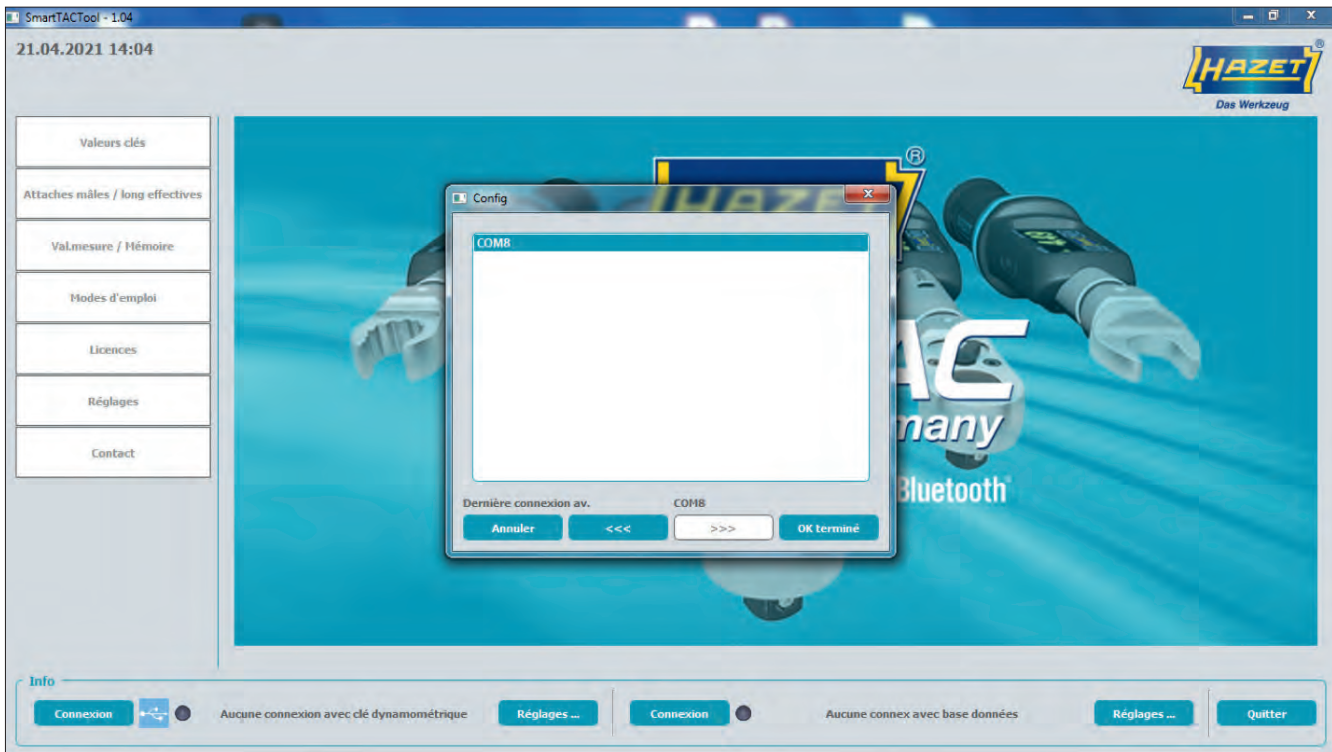 SmartTACTool - 1.04
21.04.2021 14:04
HAZET
®
Das Werkzeug
Valeurs clés
Attaches mâles / long effectives
Val.mesure / Mémoire
Modes d'emploi
Licences
Réglages
Contact
®
HAZET
Config
COM8
Dernière connexion av.
COM8
Annuler
<<<
>>>
OK terminé
AC
many
Bluetooth
Info
Connexion
Aucune connexion avec clé dynamométrique
Réglages ...
Connexion
Aucune connex avec base données
Réglages ...
Quitter